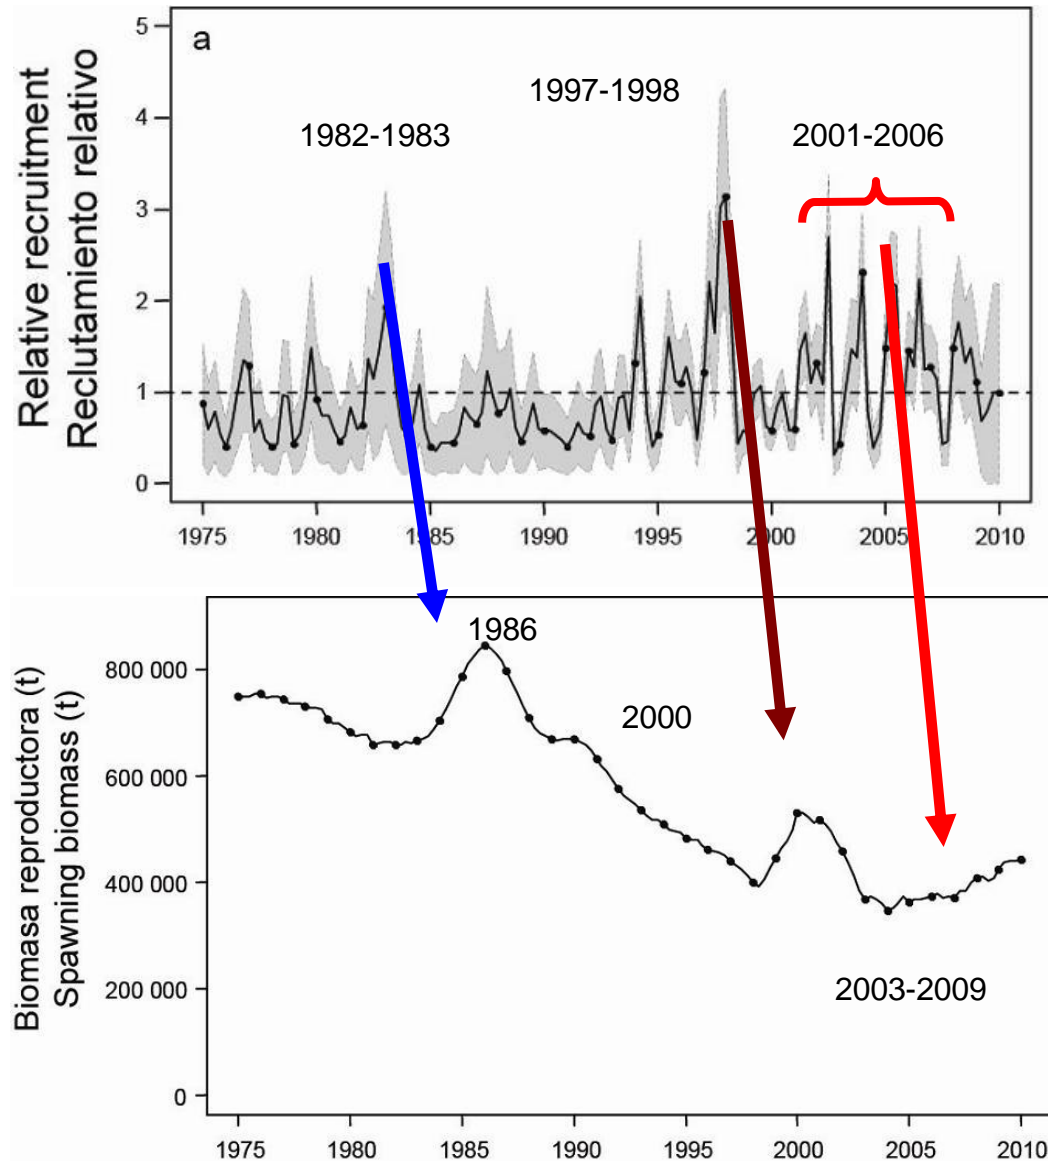 a
5
4
3
2
1
0
Relative recruitment
Reclutamiento relativo
1982-1983
1997-1998
2001-2006
1975 1980 1985 1990 1995 2000 2005 2010
Biomasa reproductora (t)
Spawning biomass (t)
800 000
600 000
400 000
200 000
0
1986
2000
2003-2009
1975 1980 1985 1990 1995 2000 2005 2010